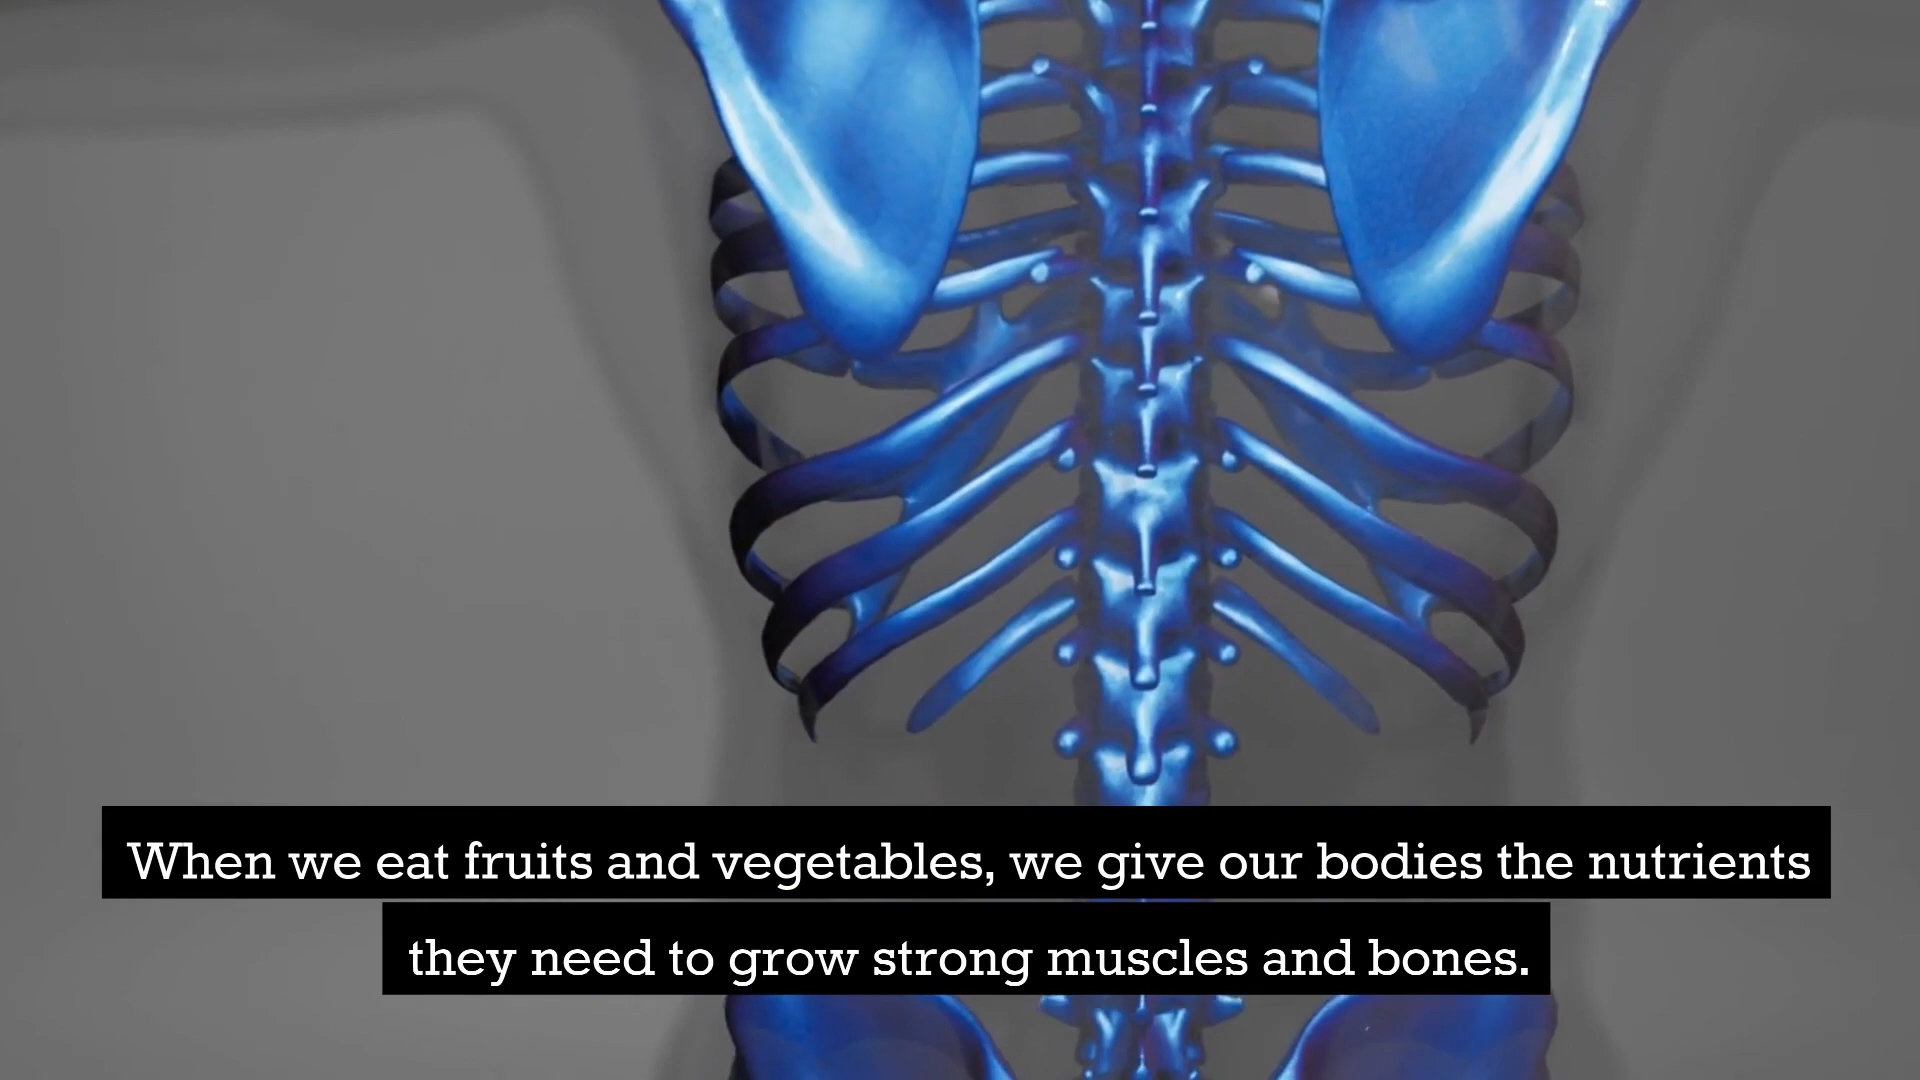 When we eat fruits and vegetables, we give our bodies the nutrients
they need to grow strong muscles and bones.